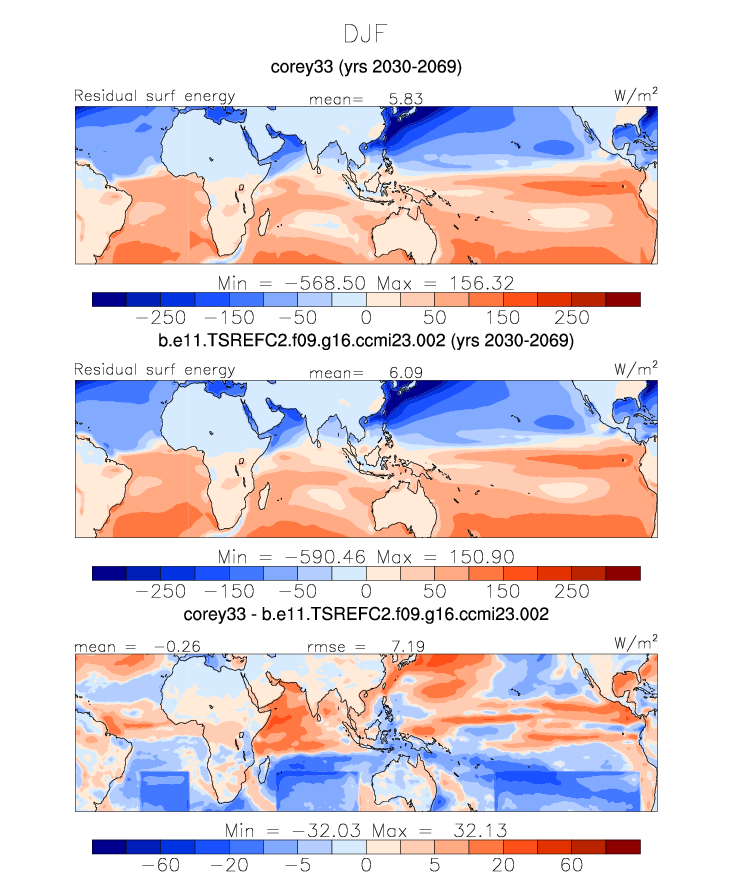 DJF
corey33 (yrs 2030-2069)
Residual surf energy mean= 5.83 W/m²
Min = −568.50 Max = 156.32
−250 −150 −50 0 50 150 250
b.e11.TSREFC2.f09.g16.ccmi23.002 (yrs 2030-2069)
Residual surf energy mean= 6.09 W/m²
Min = −590.46 Max = 150.90
−250 −150 −50 0 50 150 250
corey33 - b.e11.TSREFC2.f09.g16.ccmi23.002
mean = −0.26 rmse = 7.19 W/m²
Min = −32.03 Max = 32.13
−60 −20 −5 0 5 20 60